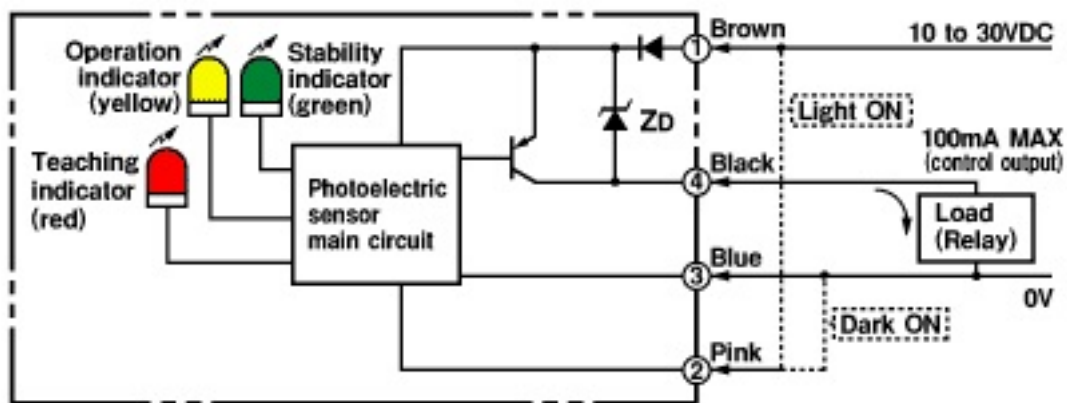 Operation
indicator
(yellow)
Stability
indicator
(green)
Teaching
indicator
(red)
Photoelectric
sensor
main circuit
ZD
1
Brown
10 to 30VDC
Light ON
100mA MAX
(control output)
4
Black
Load
(Relay)
3
Blue
0V
Dark ON
2
Pink